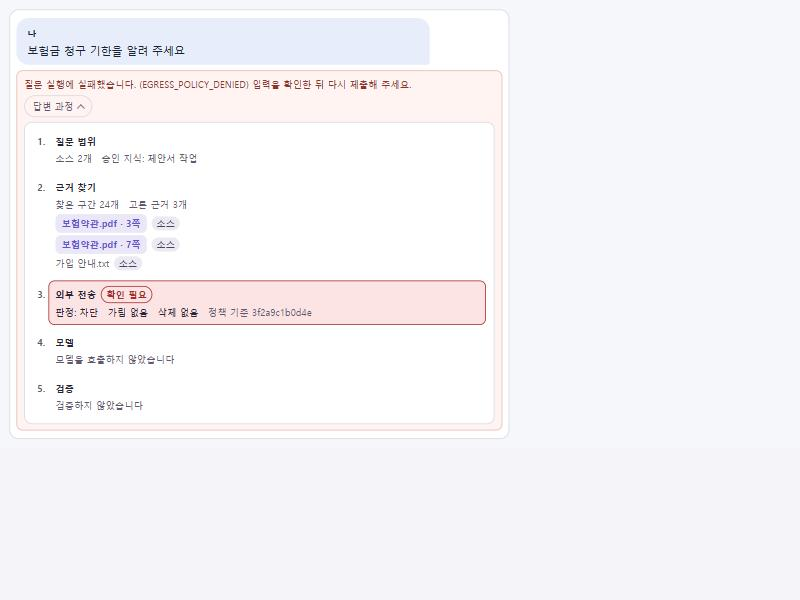 나
보험금 청구 기한을 알려 주세요
질문 실행에 실패했습니다. (EGRESS_POLICY_DENIED) 입력을 확인한 뒤 다시 제출해 주세요.
답변 과정
1. 질문 범위
소스 2개 승인 지식: 제안서 작업
2. 근거 찾기
찾은 구간 24개 고른 근거 3개
보험약관.pdf · 3쪽 소스
보험약관.pdf · 7쪽 소스
가입 안내.txt 소스
3. 외부 전송 확인 필요
판정: 차단 가림 없음 삭제 없음 정책 기준 3f2a9c1b0d4e
4. 모델
모델을 호출하지 않았습니다
5. 검증
검증하지 않았습니다